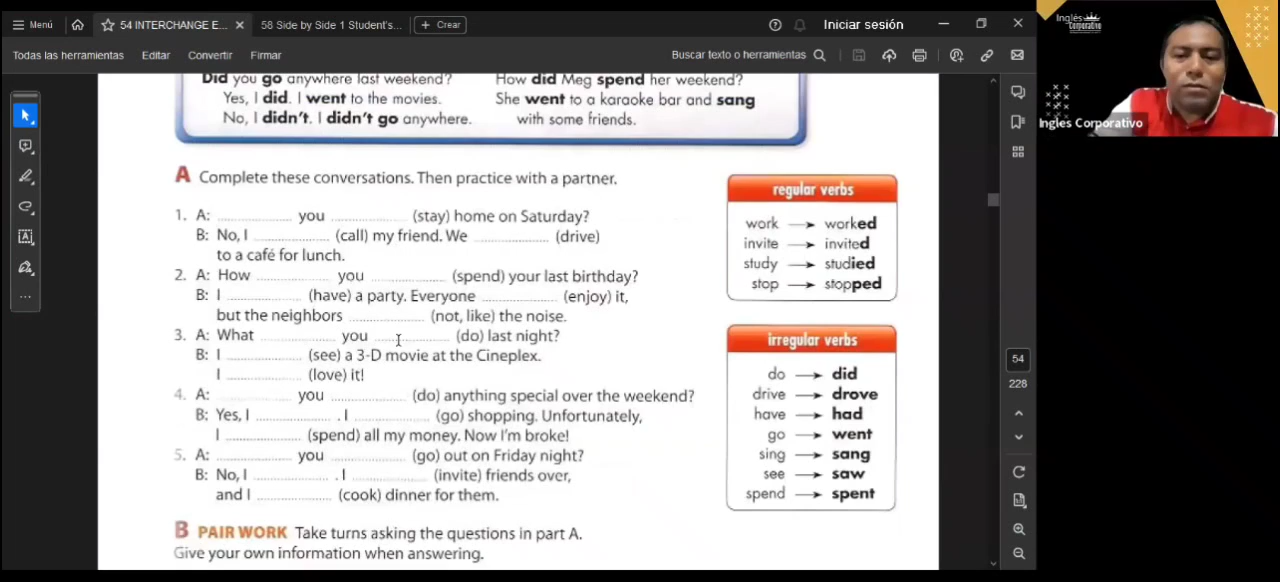 Menú
54 INTERCHANGE E...
58 Side by Side 1 Student's...
Crear
Iniciar sesión
Todas las herramientas
Editar
Convertir
Firmar
Buscar texto o herramientas
Inglés
Corporativo
Ingles Corporativo
Did you go anywhere last weekend?
Yes, I did. I went to the movies.
No, I didn't. I didn't go anywhere.
How did Meg spend her weekend?
She went to a karaoke bar and sang
with some friends.
A Complete these conversations. Then practice with a partner.
1. A: .................... you .................... (stay) home on Saturday?
B: No, I .................... (call) my friend. We .................... (drive)
to a café for lunch.
2. A: How .................... you .................... (spend) your last birthday?
B: I .................... (have) a party. Everyone .................... (enjoy) it,
but the neighbors .................... (not, like) the noise.
3. A: What .................... you .................... (do) last night?
B: I .................... (see) a 3-D movie at the Cineplex.
I .................... (love) it!
4. A: .................... you .................... (do) anything special over the weekend?
B: Yes, I .................... . I .................... (go) shopping. Unfortunately,
I .................... (spend) all my money. Now I'm broke!
5. A: .................... you .................... (go) out on Friday night?
B: No, I .................... . I .................... (invite) friends over,
and I .................... (cook) dinner for them.
regular verbs
work → worked
invite → invited
study → studied
stop → stopped
irregular verbs
do → did
drive → drove
have → had
go → went
sing → sang
see → saw
spend → spent
B PAIR WORK Take turns asking the questions in part A.
Give your own information when answering.
54
228